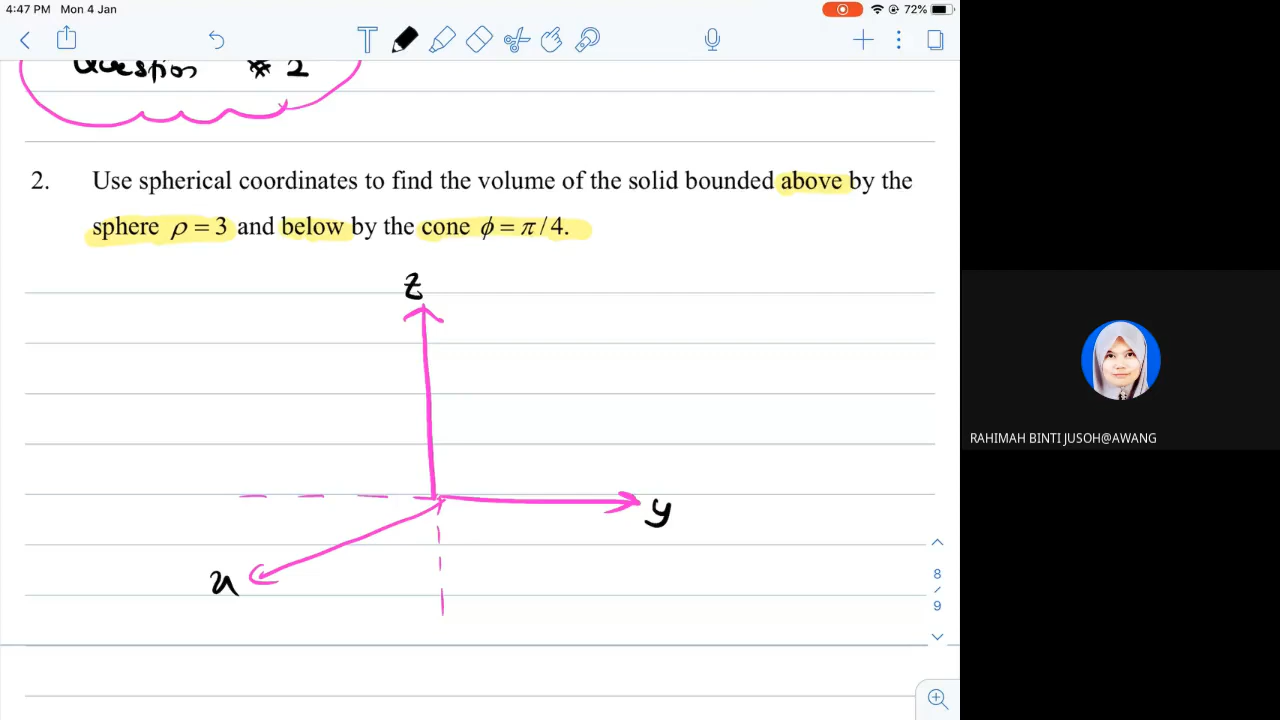 4:47 PM Mon 4 Jan
72%
T
Question # 2
2. Use spherical coordinates to find the volume of the solid bounded above by the
sphere ρ = 3 and below by the cone ϕ = π / 4.
z
y
x
8
/
9
RAHIMAH BINTI JUSOH@AWANG